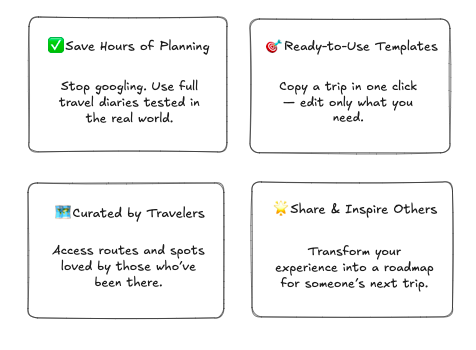 ✅Save Hours of Planning
Stop googling. Use full
travel diaries tested in
the real world.
🎯Ready-to-Use Templates
Copy a trip in one click
— edit only what you
need.
🗺️Curated by Travelers
Access routes and spots
loved by those who've
been there.
🌟Share & Inspire Others
Transform your
experience into a roadmap
for someone's next trip.